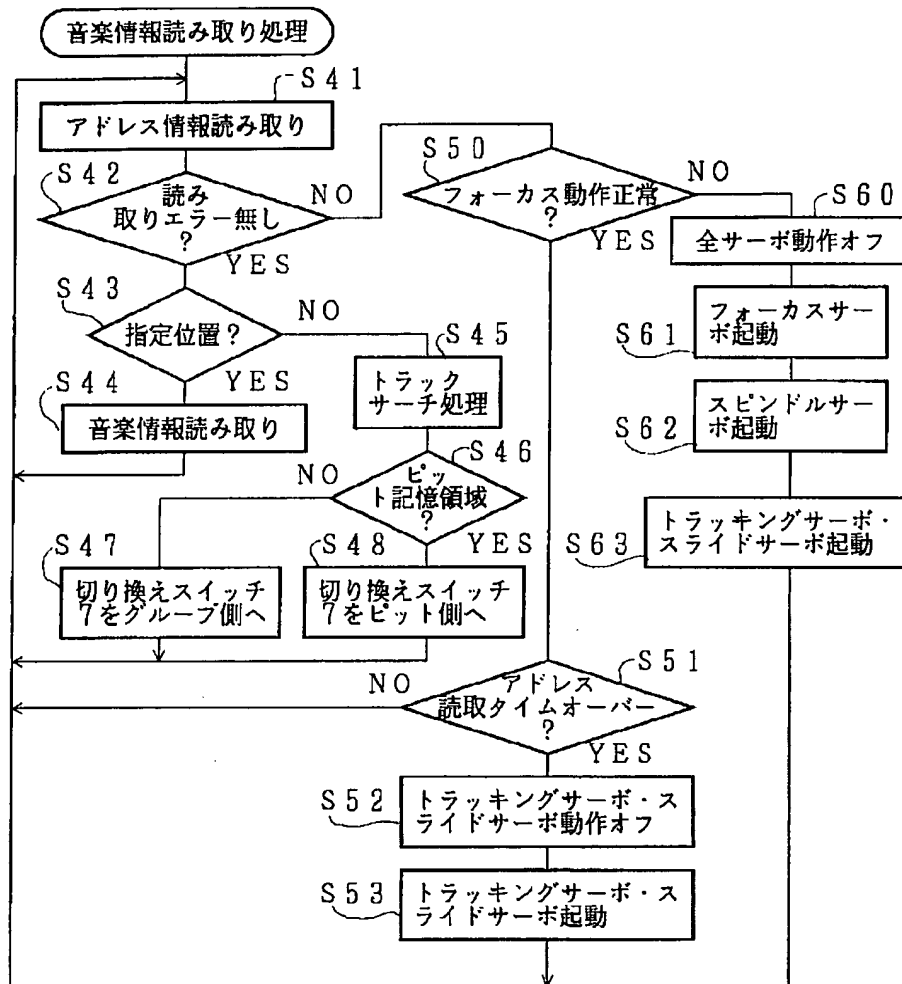 音楽情報読み取り処理
S41
アドレス情報読み取り
S42
読み
取りエラー無し
?
NO
YES
S43
指定位置?
NO
YES
S44
音楽情報読み取り
S45
トラック
サーチ処理
S46
ピッ
ト記憶領域
?
NO
YES
S47
切り換えスイッチ
7をグルーブ側へ
S48
切り換えスイッチ
7をピット側へ
S50
フォーカス動作正常
?
NO
YES
S60
全サーボ動作オフ
S61
フォーカスサー
ボ起動
S62
スピンドルサー
ボ起動
S63
トラッキングサーボ・
スライドサーボ起動
S51
アドレス
読取タイムオーバー
?
NO
YES
S52
トラッキングサーボ・ス
ライドサーボ動作オフ
S53
トラッキングサーボ・ス
ライドサーボ起動